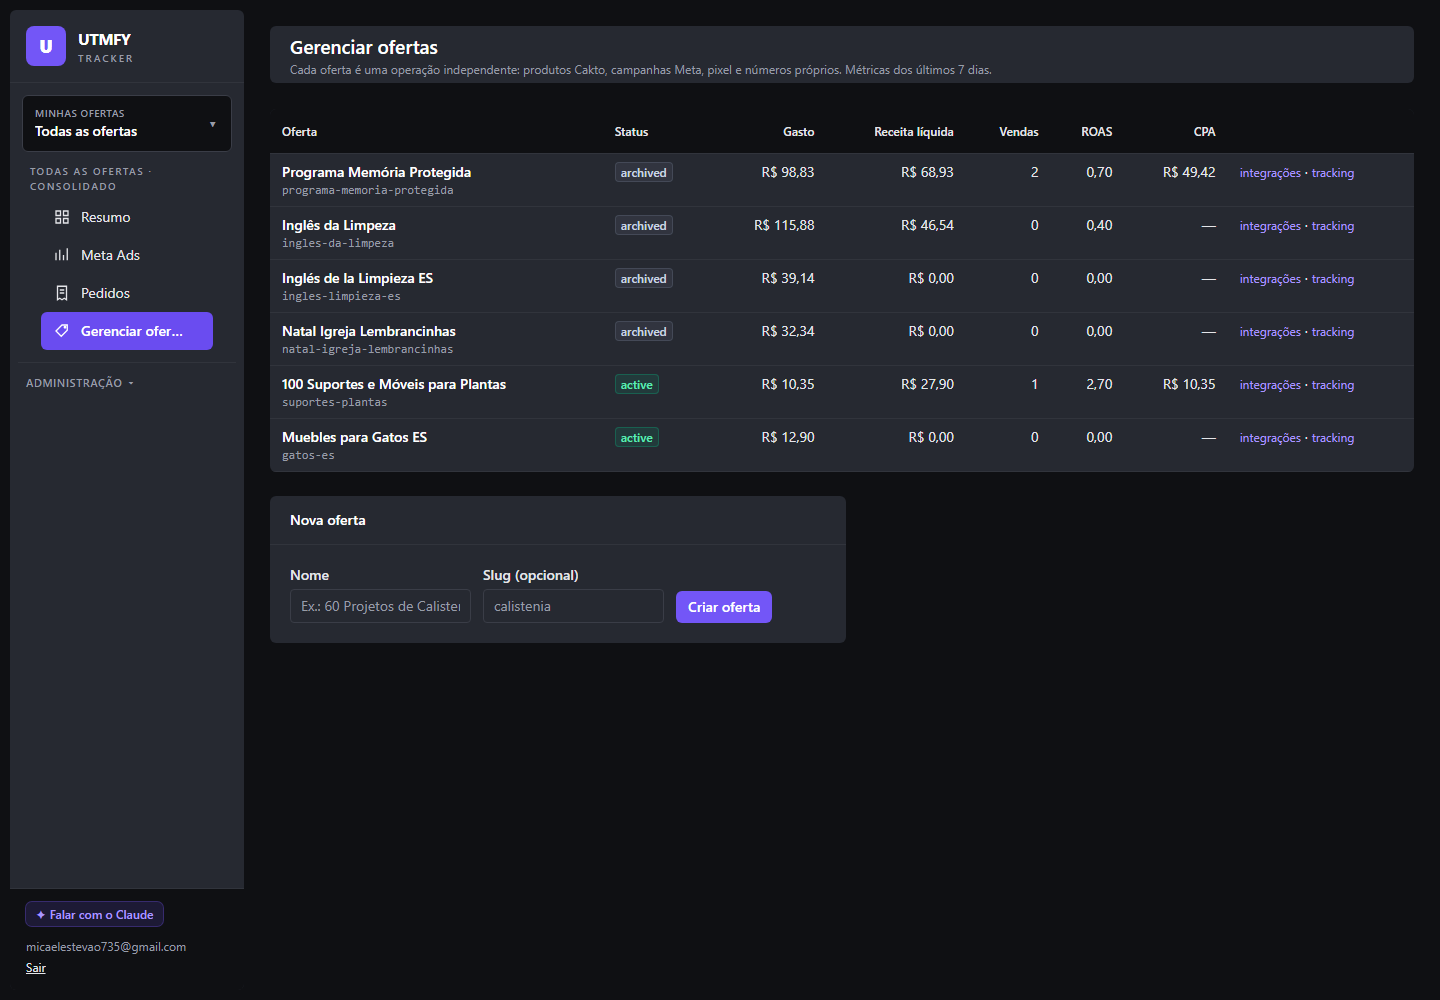 U
UTMFY
TRACKER
MINHAS OFERTAS
Todas as ofertas
▼
TODAS AS OFERTAS ·
CONSOLIDADO
Resumo
Meta Ads
Pedidos
Gerenciar ofer...
ADMINISTRAÇÃO
✦ Falar com o Claude
micaelestevao735@gmail.com
Sair
Gerenciar ofertas
Cada oferta é uma operação independente: produtos Cakto, campanhas Meta, pixel e números próprios. Métricas dos últimos 7 dias.
Oferta Status Gasto Receita líquida Vendas ROAS CPA
Programa Memória Protegida archived R$ 98,83 R$ 68,93 2 0,70 R$ 49,42 integrações · tracking
programa-memoria-protegida
Inglês da Limpeza archived R$ 115,88 R$ 46,54 0 0,40 — integrações · tracking
ingles-da-limpeza
Inglés de la Limpieza ES archived R$ 39,14 R$ 0,00 0 0,00 — integrações · tracking
ingles-limpieza-es
Natal Igreja Lembrancinhas archived R$ 32,34 R$ 0,00 0 0,00 — integrações · tracking
natal-igreja-lembrancinhas
100 Suportes e Móveis para Plantas active R$ 10,35 R$ 27,90 1 2,70 R$ 10,35 integrações · tracking
suportes-plantas
Muebles para Gatos ES active R$ 12,90 R$ 0,00 0 0,00 — integrações · tracking
gatos-es
Nova oferta
Nome Slug (opcional)
Ex.: 60 Projetos de Calister calistenia Criar oferta